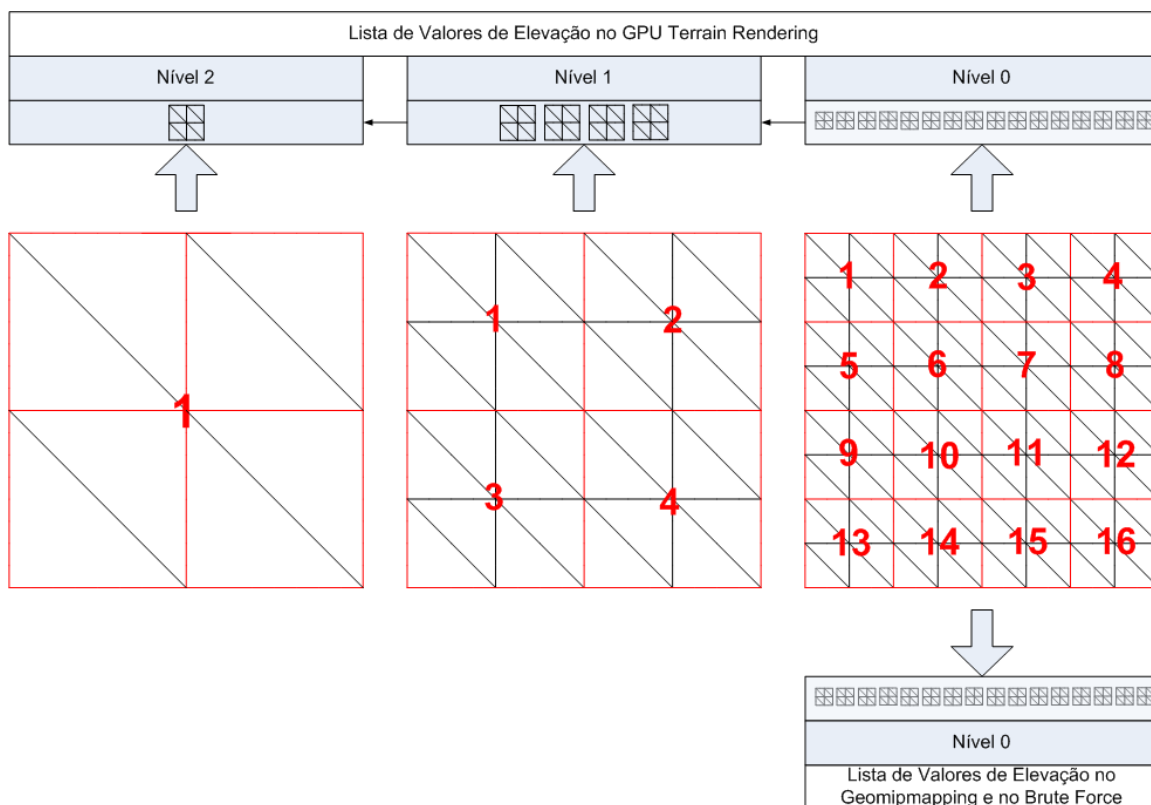 Lista de Valores de Elevação no GPU Terrain Rendering
Nível 2
Nível 1
Nível 0
1
1 2
3 4
1 2 3 4
5 6 7 8
9 10 11 12
13 14 15 16
Nível 0
Lista de Valores de Elevação no
Geomipmapping e no Brute Force